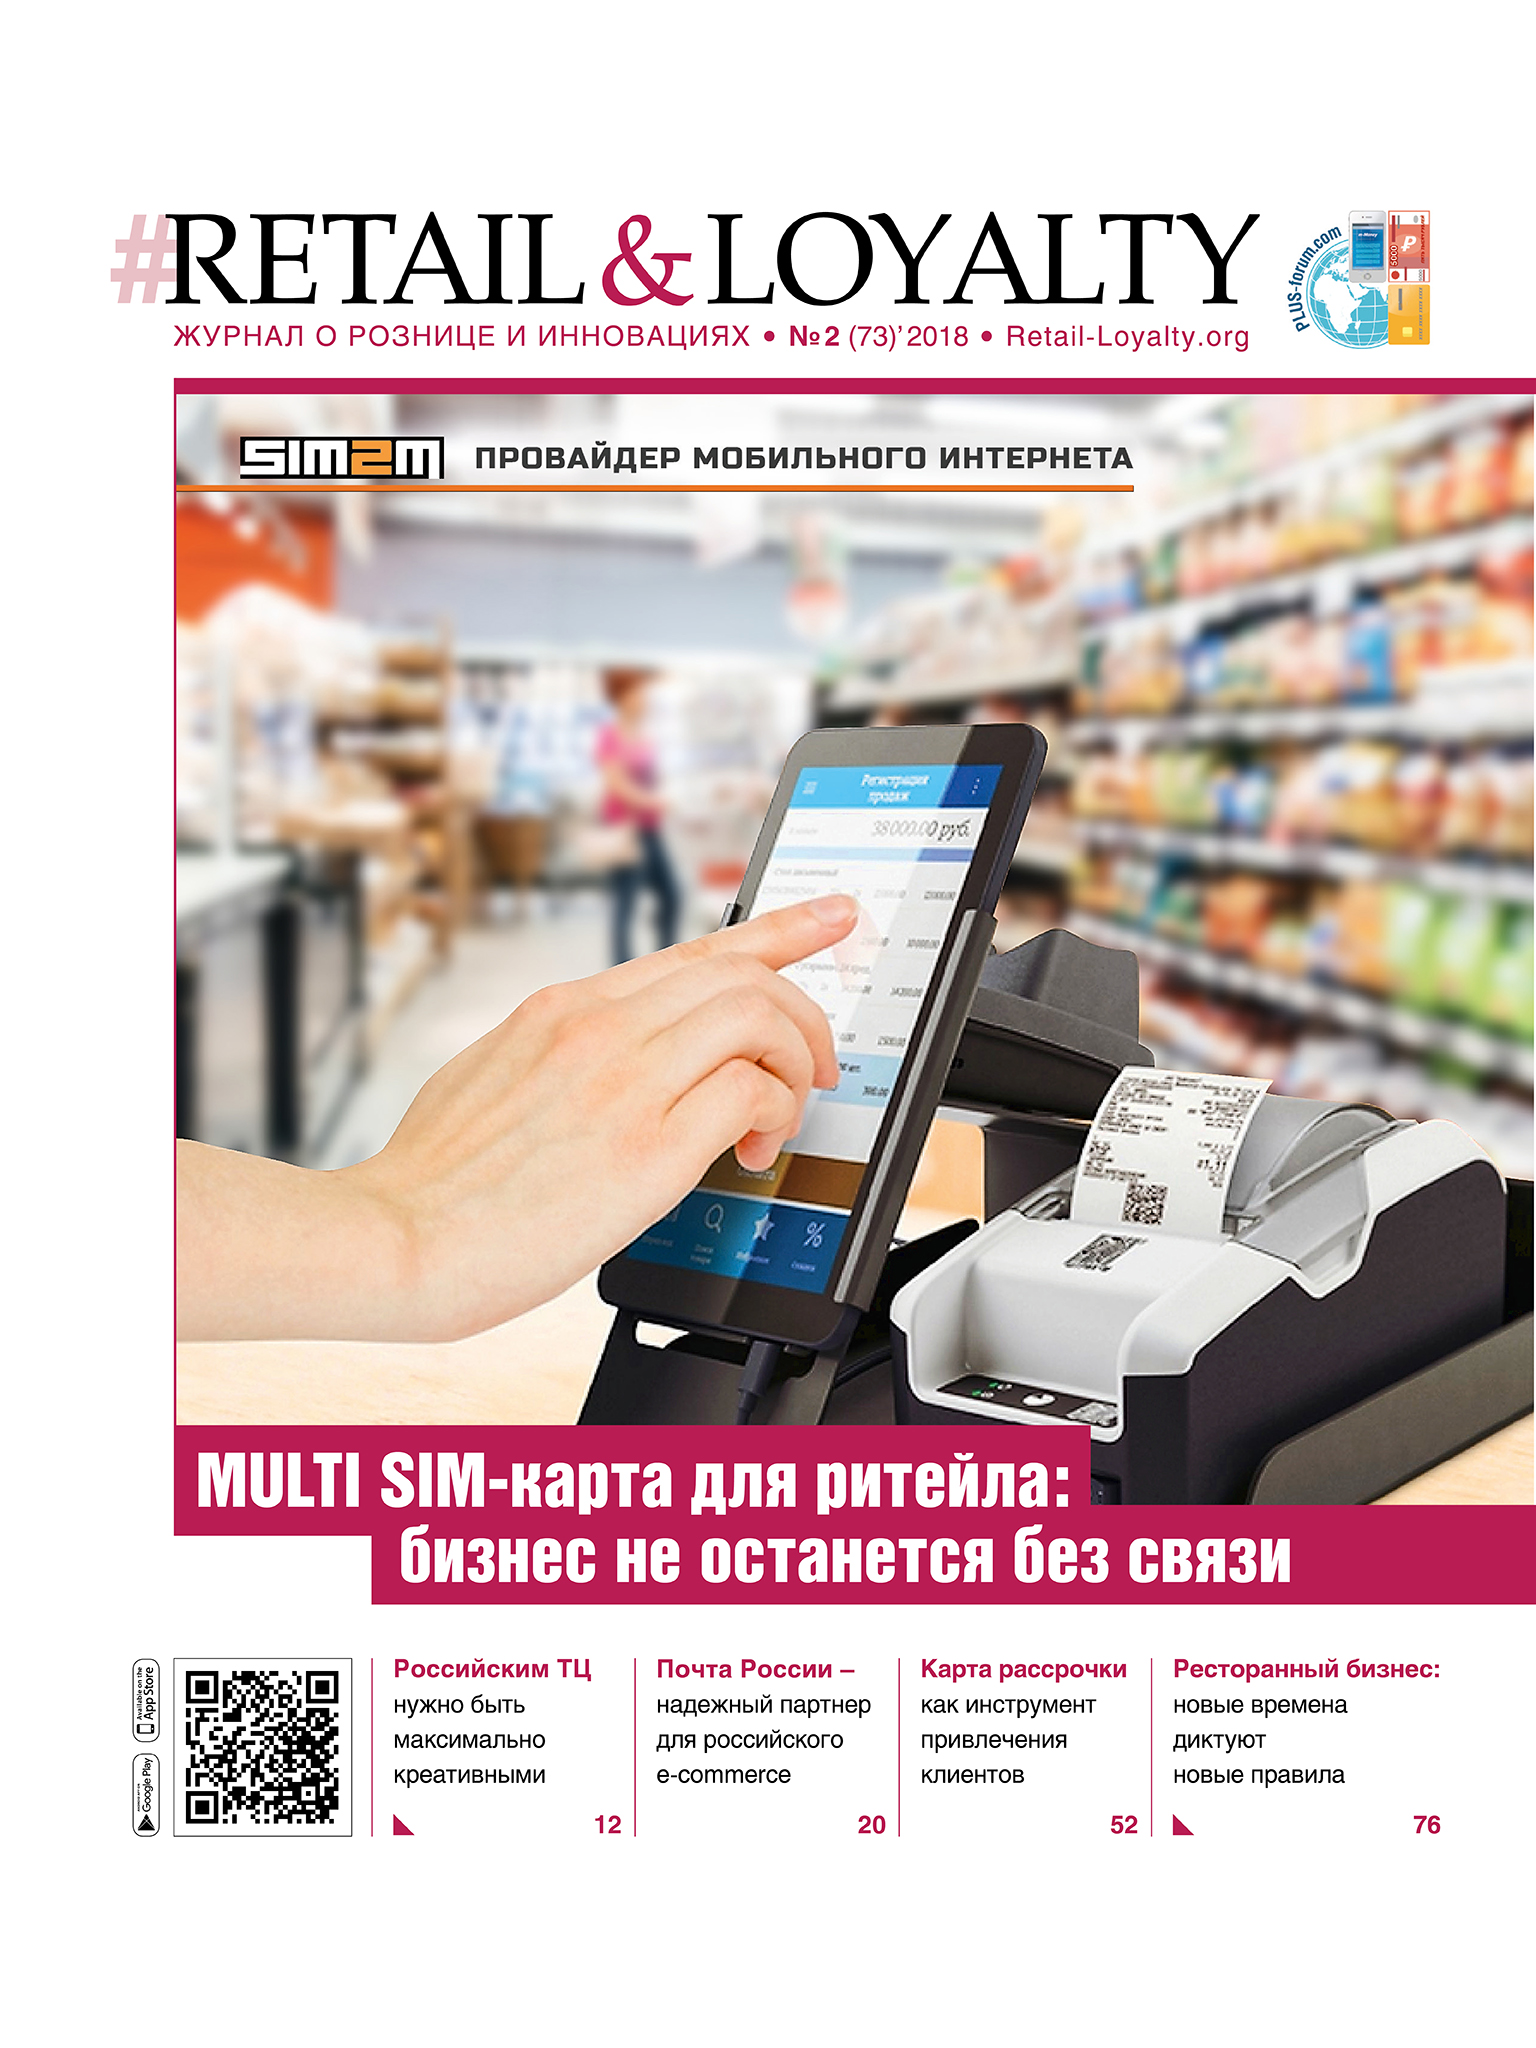 #RETAIL & LOYALTY
ЖУРНАЛ О РОЗНИЦЕ И ИННОВАЦИЯХ • №2 (73)'2018 • Retail-Loyalty.org
PLUS-forum.com
m-Money
5000
SIM2M ПРОВАЙДЕР МОБИЛЬНОГО ИНТЕРНЕТА
Регистрация
продаж
38000.00 руб.
MULTI SIM-карта для ритейла:
бизнес не останется без связи
Available on the
App Store
Google Play
Российским ТЦ
нужно быть
максимально
креативными
12
Почта России –
надежный партнер
для российского
e-commerce
20
Карта рассрочки
как инструмент
привлечения
клиентов
52
Ресторанный бизнес:
новые времена
диктуют
новые правила
76